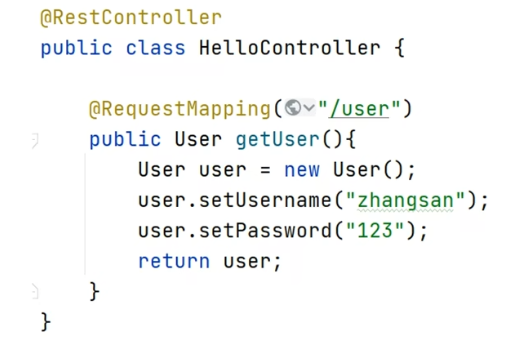 @RestController
public class HelloController {
@RequestMapping("/user")
public User getUser(){
User user = new User();
user.setUsername("zhangsan");
user.setPassword("123");
return user;
}
}